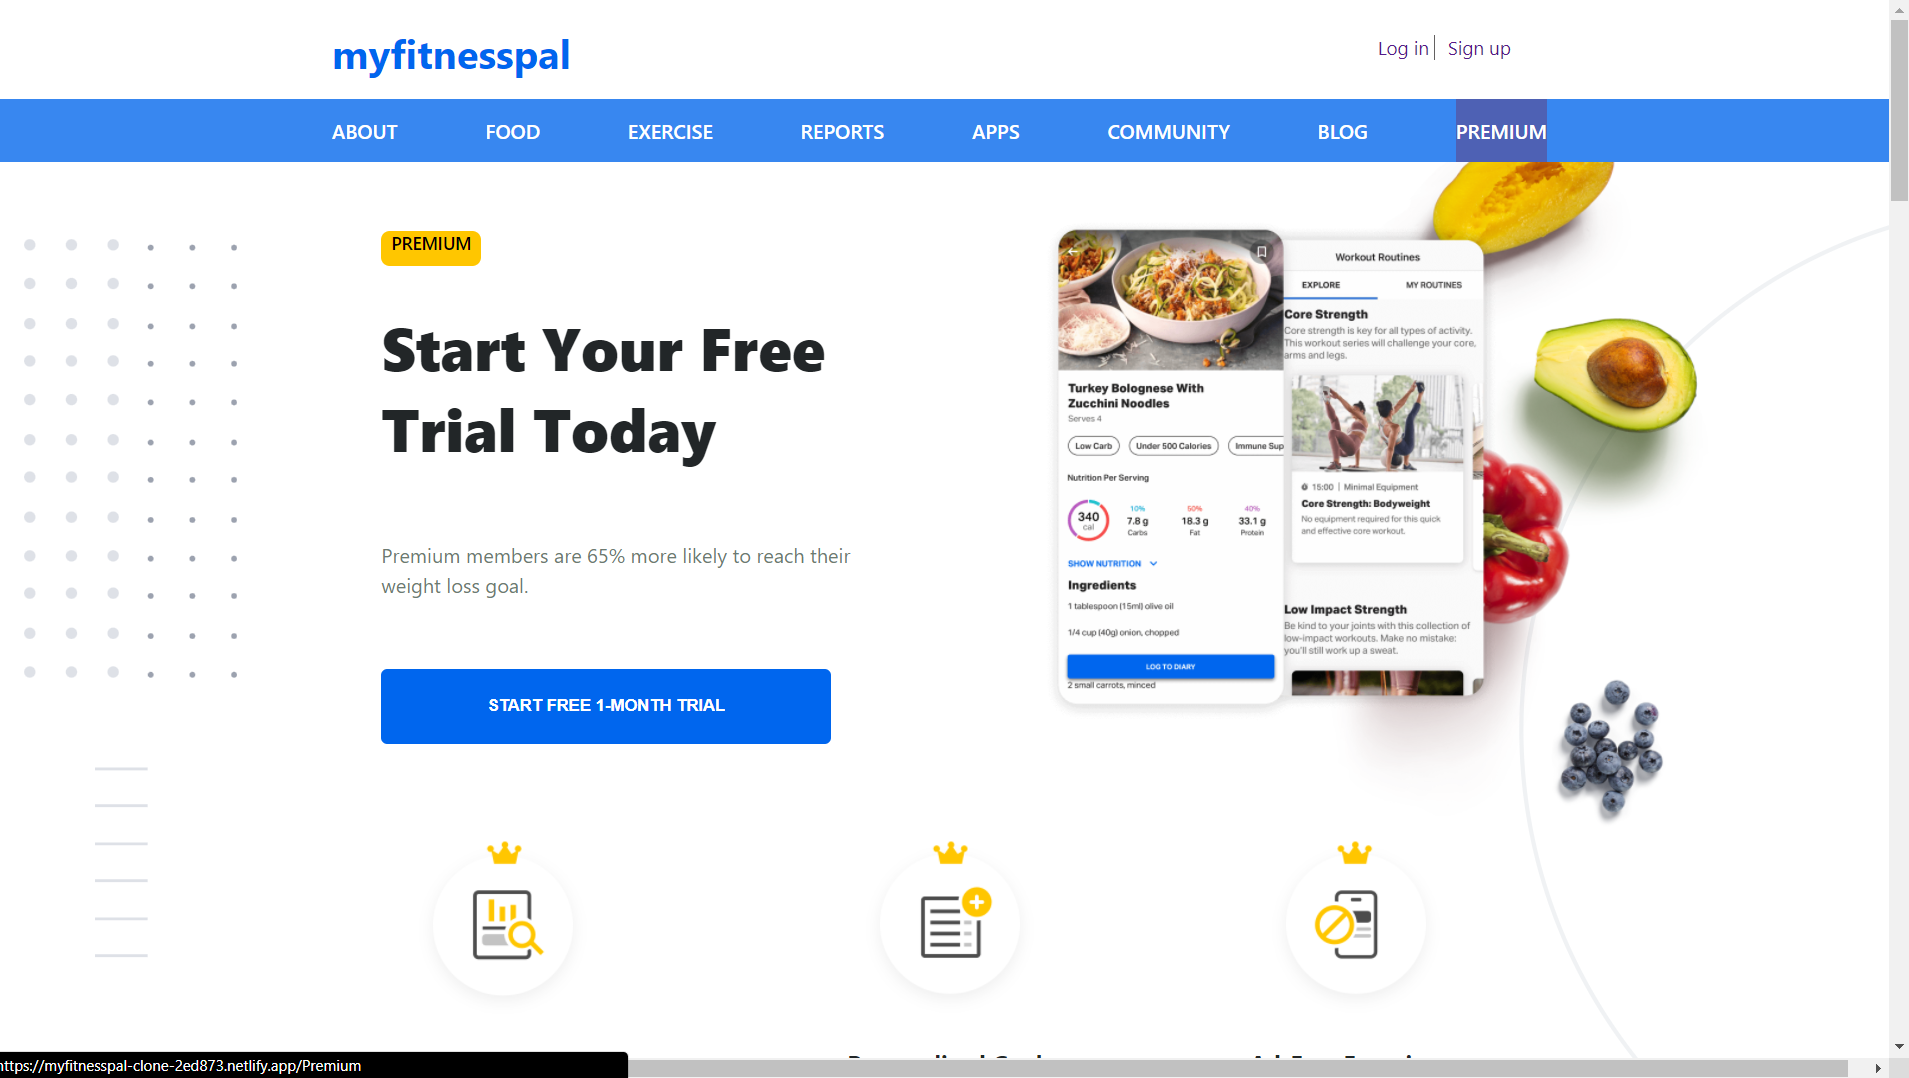 myfitnesspal
Log in
Sign up
ABOUT
FOOD
EXERCISE
REPORTS
APPS
COMMUNITY
BLOG
PREMIUM
PREMIUM
Start Your Free
Trial Today
Premium members are 65% more likely to reach their
weight loss goal.
START FREE 1-MONTH TRIAL
Turkey Bolognese With
Zucchini Noodles
Serves 4
Low Carb
Under 500 Calories
Immune Sup
Nutrition Per Serving
340
cal
10%
7.8 g
Carbs
50%
18.3 g
Fat
40%
33.1 g
Protein
SHOW NUTRITION
Ingredients
1 tablespoon (15ml) olive oil
1/4 cup (40g) onion, chopped
LOG TO DIARY
2 small carrots, minced
Workout Routines
EXPLORE
MY ROUTINES
Core Strength
Core strength is key for all types of activity.
This workout series will challenge your core,
arms and legs.
15:00 | Minimal Equipment
Core Strength: Bodyweight
No equipment required for this quick
and effective core workout.
Low Impact Strength
Be kind to your joints with this collection of
low-impact workouts. Make no mistake:
you'll still work up a sweat.
https://myfitnesspal-clone-2ed873.netlify.app/Premium